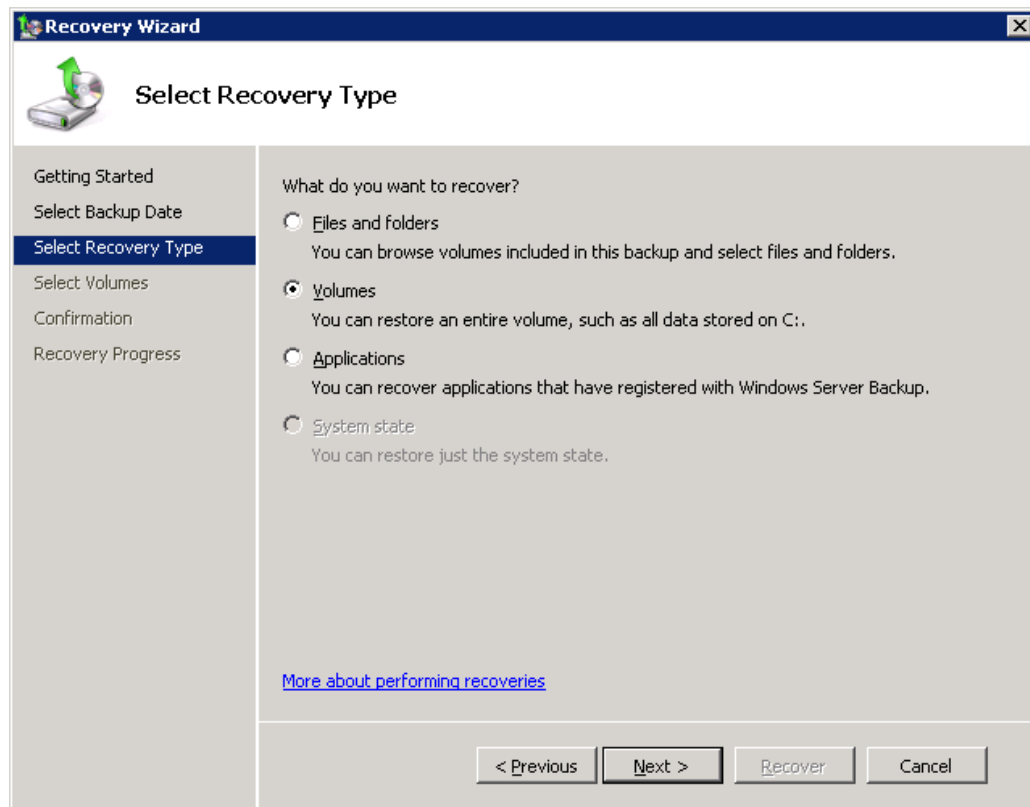 Recovery Wizard
Select Recovery Type
Getting Started
Select Backup Date
Select Recovery Type
Select Volumes
Confirmation
Recovery Progress
What do you want to recover?
Files and folders
You can browse volumes included in this backup and select files and folders.
Volumes
You can restore an entire volume, such as all data stored on C:.
Applications
You can recover applications that have registered with Windows Server Backup.
System state
You can restore just the system state.
More about performing recoveries
< Previous
Next >
Recover
Cancel